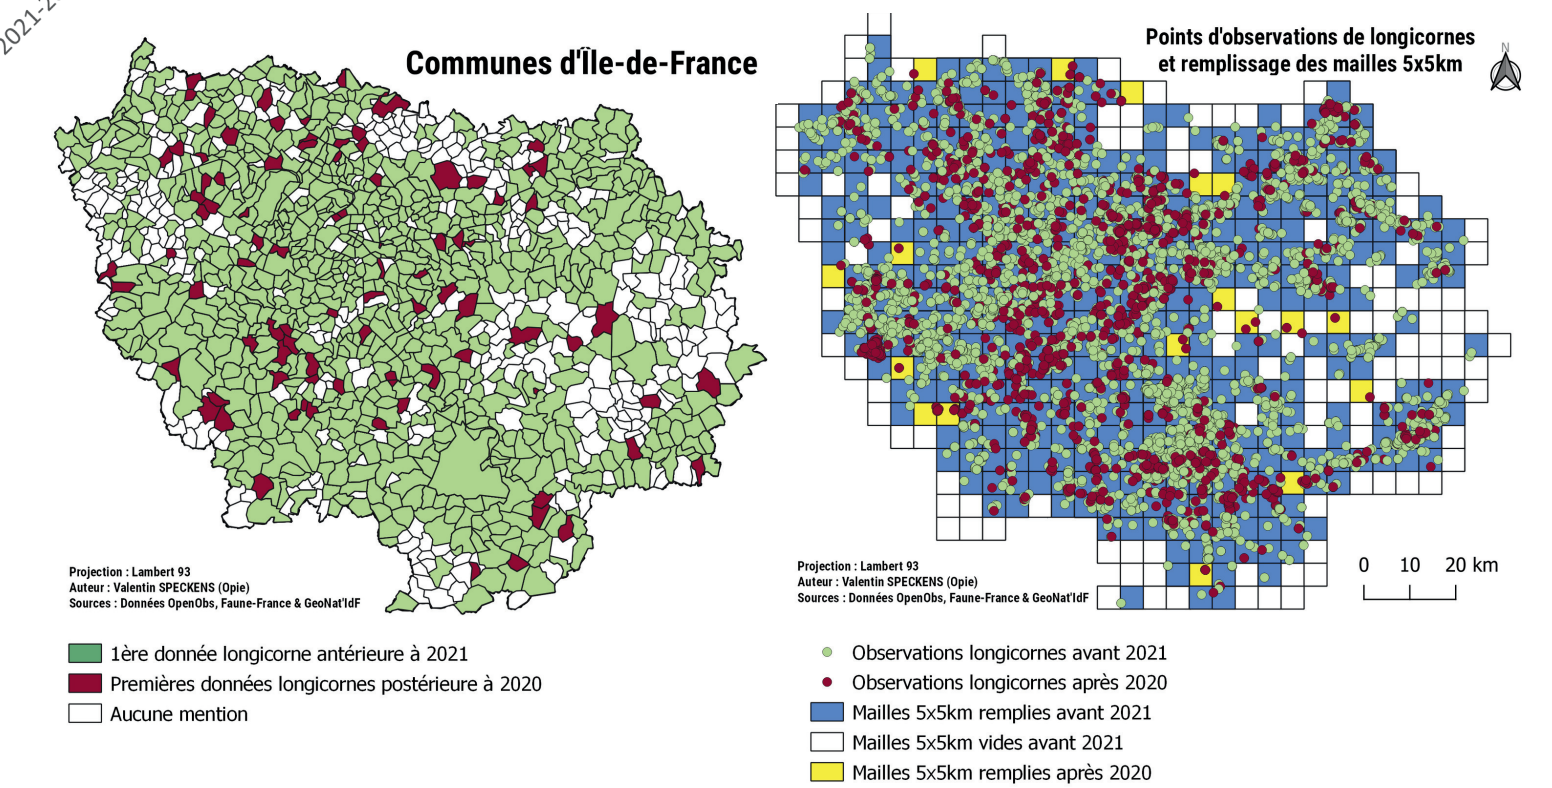 2021-2
Communes d'Île-de-France
Projection : Lambert 93
Auteur : Valentin SPECKENS (Opie)
Sources : Données OpenObs, Faune-France & GeoNat'IdF
1ère donnée longicorne antérieure à 2021
Premières données longicornes postérieure à 2020
Aucune mention
Points d'observations de longicornes
et remplissage des mailles 5x5km
N
Projection : Lambert 93
Auteur : Valentin SPECKENS (Opie)
Sources : Données OpenObs, Faune-France & GeoNat'IdF
0 10 20 km
Observations longicornes avant 2021
Observations longicornes après 2020
Mailles 5x5km remplies avant 2021
Mailles 5x5km vides avant 2021
Mailles 5x5km remplies après 2020